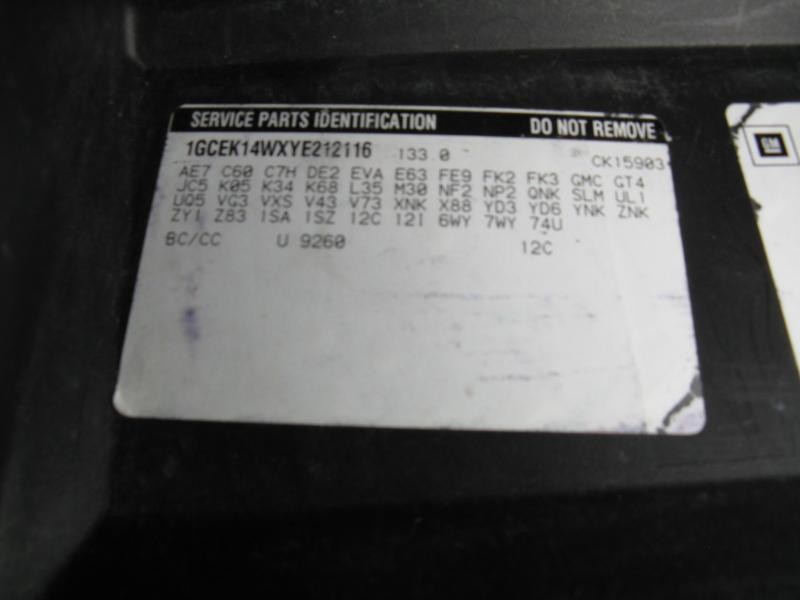 SERVICE PARTS IDENTIFICATION DO NOT REMOVE
1GCEK14WXYE212116 133.0 CK15903
AE7 C60 C7H DE2 EVA E63 FE9 FK2 FK3 GMC GT4
JC5 K05 K34 K68 L35 M30 NF2 NP2 QNK SLM UL1
UQ5 VG3 VXS V43 V73 XNK X88 YD3 YD6 YNK ZNK
ZY1 Z83 1SA 1SZ 12C 12I 6WY 7WY 74U
BC/CC U 9260 12C
GM